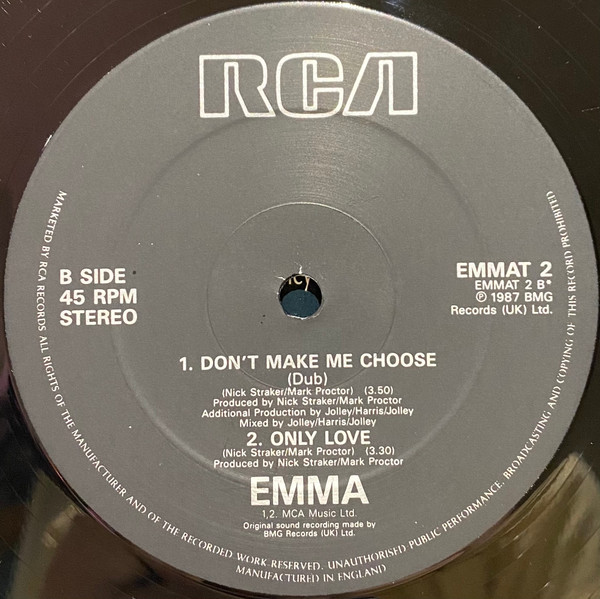 RCA
B SIDE
45 RPM
STEREO
EMMAT 2
EMMAT 2 B*
Ⓟ 1987 BMG
Records (UK) Ltd.
1. DON'T MAKE ME CHOOSE
(Dub)
(Nick Straker/Mark Proctor) (3.50)
Produced by Nick Straker/Mark Proctor
Additional Production by Jolley/Harris/Jolley
Mixed by Jolley/Harris/Jolley
2. ONLY LOVE
(Nick Straker/Mark Proctor) (3.30)
Produced by Nick Straker/Mark Proctor
EMMA
1,2. MCA Music Ltd.
Original sound recording made by
BMG Records (UK) Ltd.
MARKETED BY RCA RECORDS ALL RIGHTS OF THE MANUFACTURER AND OF THE RECORDED WORK RESERVED. UNAUTHORISED PUBLIC PERFORMANCE, BROADCASTING AND COPYING OF THIS RECORD PROHIBITED
MANUFACTURED IN ENGLAND